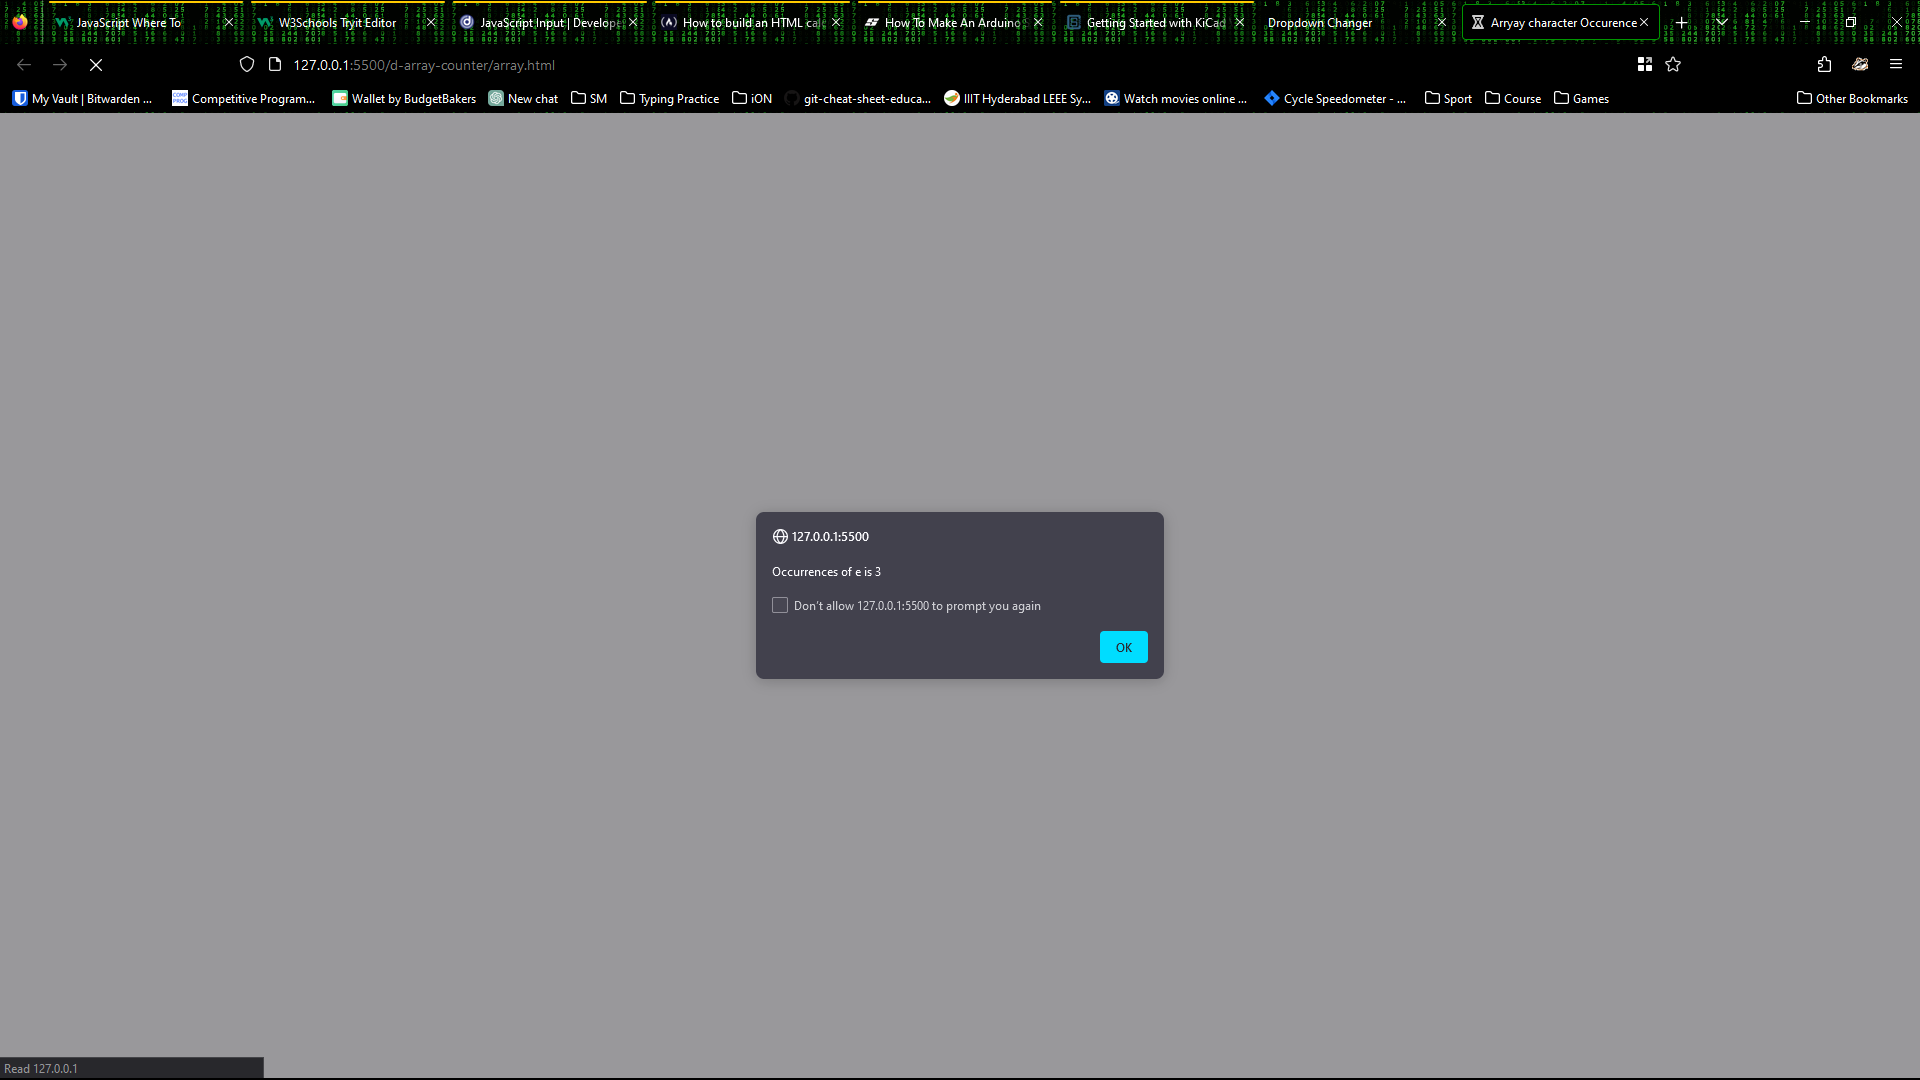 JavaScript Where To
W3Schools Tryit Editor
JavaScript Input | Develop
How to build an HTML calc
How To Make An Arduino
Getting Started with KiCad
Dropdown Changer
Arryay character Occurence
127.0.0.1:5500/d-array-counter/array.html
My Vault | Bitwarden ...
Competitive Program...
Wallet by BudgetBakers
New chat
SM
Typing Practice
iON
git-cheat-sheet-educa...
IIIT Hyderabad LEEE Sy...
Watch movies online ...
Cycle Speedometer - ...
Sport
Course
Games
Other Bookmarks
127.0.0.1:5500
Occurrences of e is 3
Don't allow 127.0.0.1:5500 to prompt you again
OK
Read 127.0.0.1